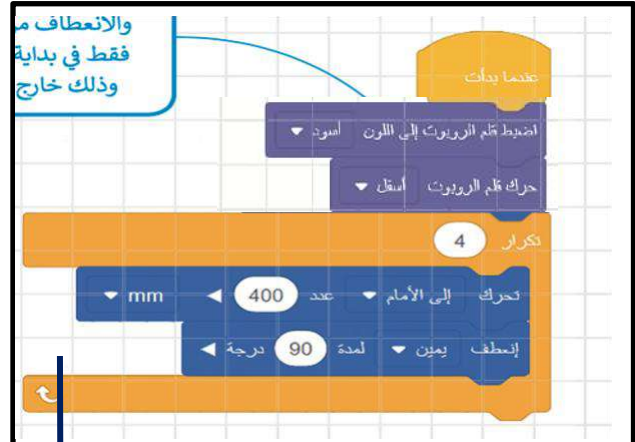 والانعطاف
فقط في بداية
وذلك خارج
عندما بدأت
اضبط قلم الروبوت إلى اللون أسود
حرك قلم الروبوت أسفل
تكرار 4
تحرك إلى الأمام عدد 400 mm
إنعطف يمين لمدة 90 درجة